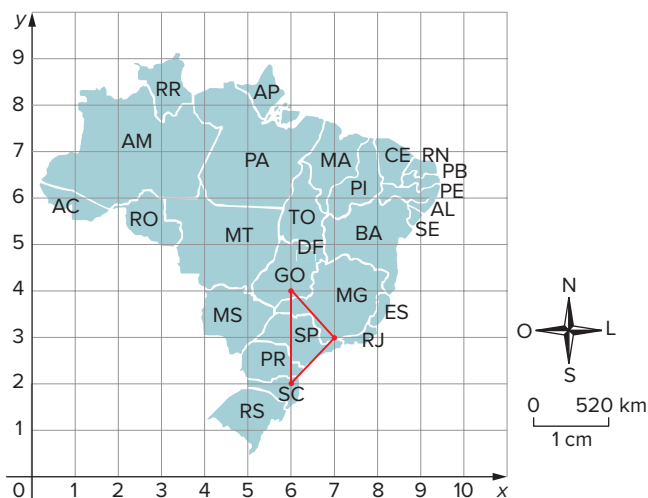 y
9
8
7
6
5
4
3
2
1
0 1 2 3 4 5 6 7 8 9 10 x
RR
AP
AM
PA
MA
CE
RN
PB
PI
PE
AC
AL
RO
TO
SE
MT
BA
DF
GO
MG
MS
ES
SP
RJ
PR
SC
RS
N
O
L
S
0 520 km
1 cm